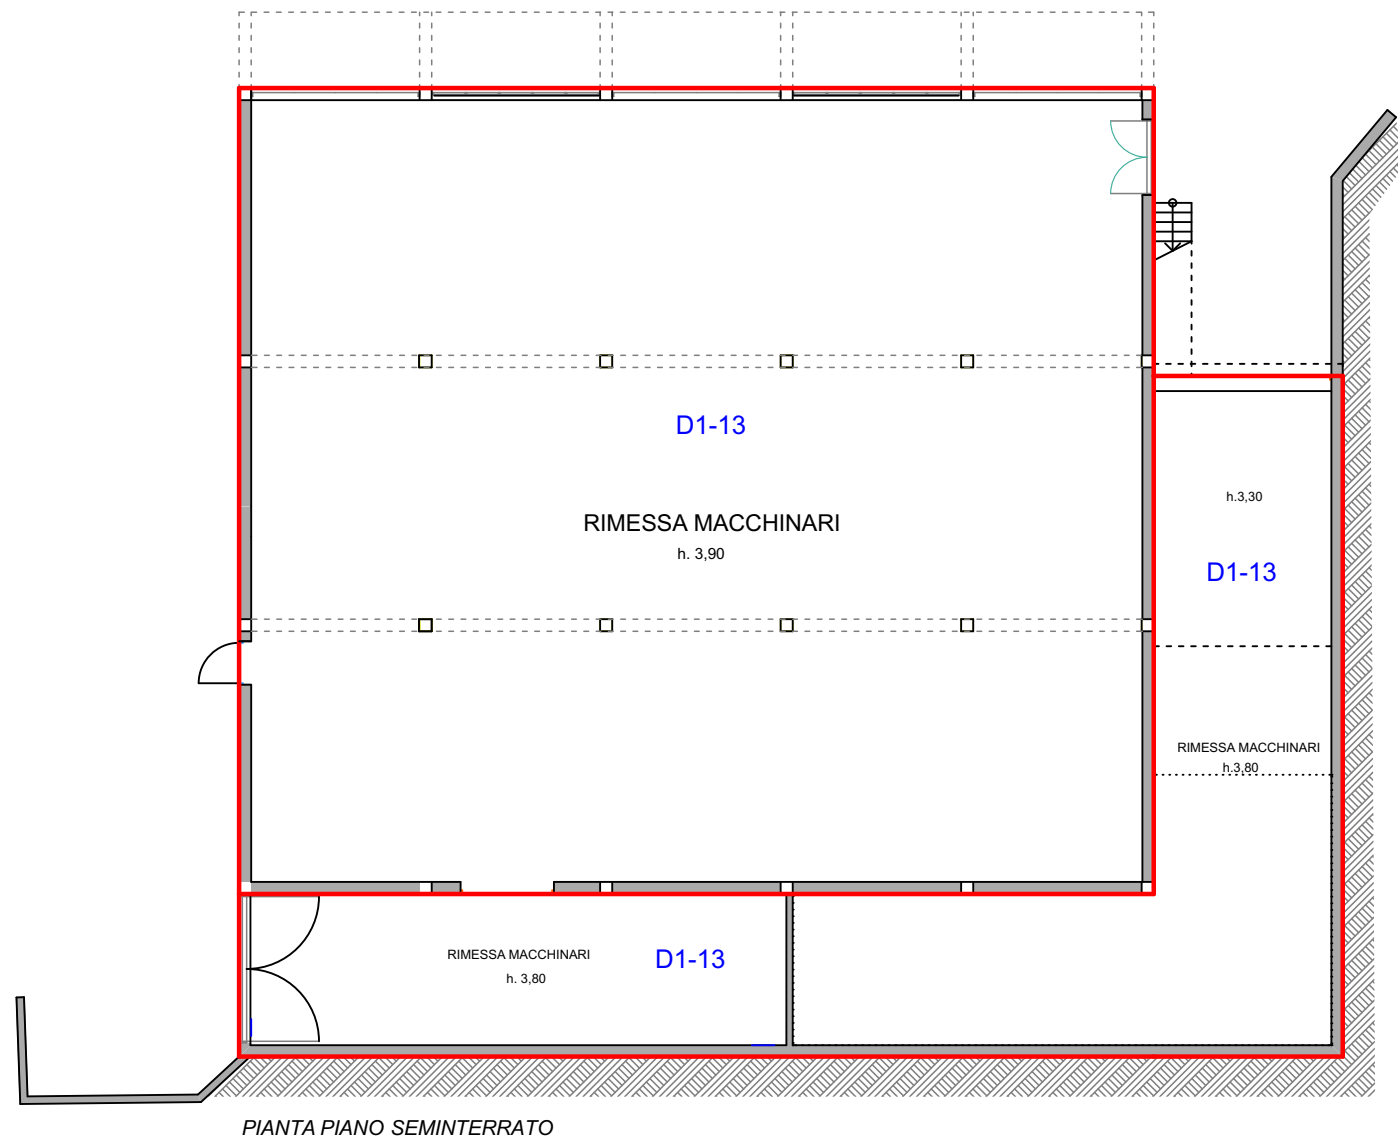 D1-13
RIMESSA MACCHINARI
h. 3,90
h.3,30
D1-13
RIMESSA MACCHINARI
h.3,80
RIMESSA MACCHINARI
h. 3,80
D1-13
PIANTA PIANO SEMINTERRATO